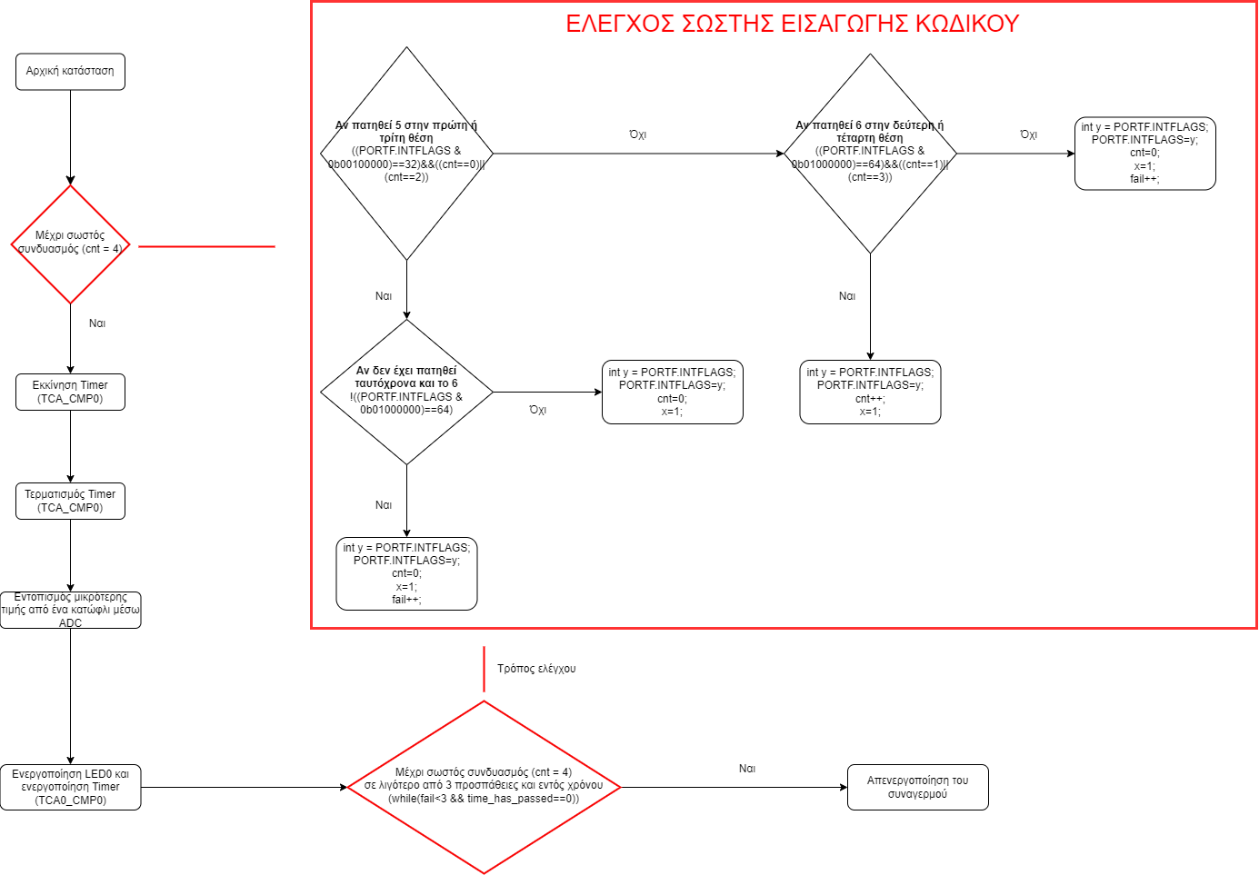 ΕΛΕΓΧΟΣ ΣΩΣΤΗΣ ΕΙΣΑΓΩΓΗΣ ΚΩΔΙΚΟΥ
Αρχική κατάσταση
Μέχρι σωστός
συνδυασμός (cnt = 4)
Ναι
Εκκίνηση Timer
(TCA_CMP0)
Τερματισμός Timer
(TCA_CMP0)
Εντοπισμός μικρότερης
τιμής από ένα κατώφλι μέσω
ADC
Ενεργοποίηση LED0 και
ενεργοποίηση Timer
(TCA0_CMP0)
Αν πατηθεί 5 στην πρώτη ή
τρίτη θέση
((PORTF.INTFLAGS &
0b00100000)==32)&&((cnt==0)||
(cnt==2))
Όχι
Αν πατηθεί 6 στην δεύτερη ή
τέταρτη θέση
((PORTF.INTFLAGS &
0b01000000)==64)&&((cnt==1)||
(cnt==3))
Όχι
int y = PORTF.INTFLAGS;
PORTF.INTFLAGS=y;
cnt=0;
x=1;
fail++;
Ναι
Ναι
Αν δεν έχει πατηθεί
ταυτόχρονα και το 6
!((PORTF.INTFLAGS &
0b01000000)==64)
Όχι
int y = PORTF.INTFLAGS;
PORTF.INTFLAGS=y;
cnt=0;
x=1;
int y = PORTF.INTFLAGS;
PORTF.INTFLAGS=y;
cnt++;
x=1;
Ναι
int y = PORTF.INTFLAGS;
PORTF.INTFLAGS=y;
cnt=0;
x=1;
fail++;
Τρόπος ελέγχου
Μέχρι σωστός συνδυασμός (cnt = 4)
σε λιγότερο από 3 προσπάθειες και εντός χρόνου
(while(fail<3 && time_has_passed==0))
Ναι
Απενεργοποίηση του
συναγερμού